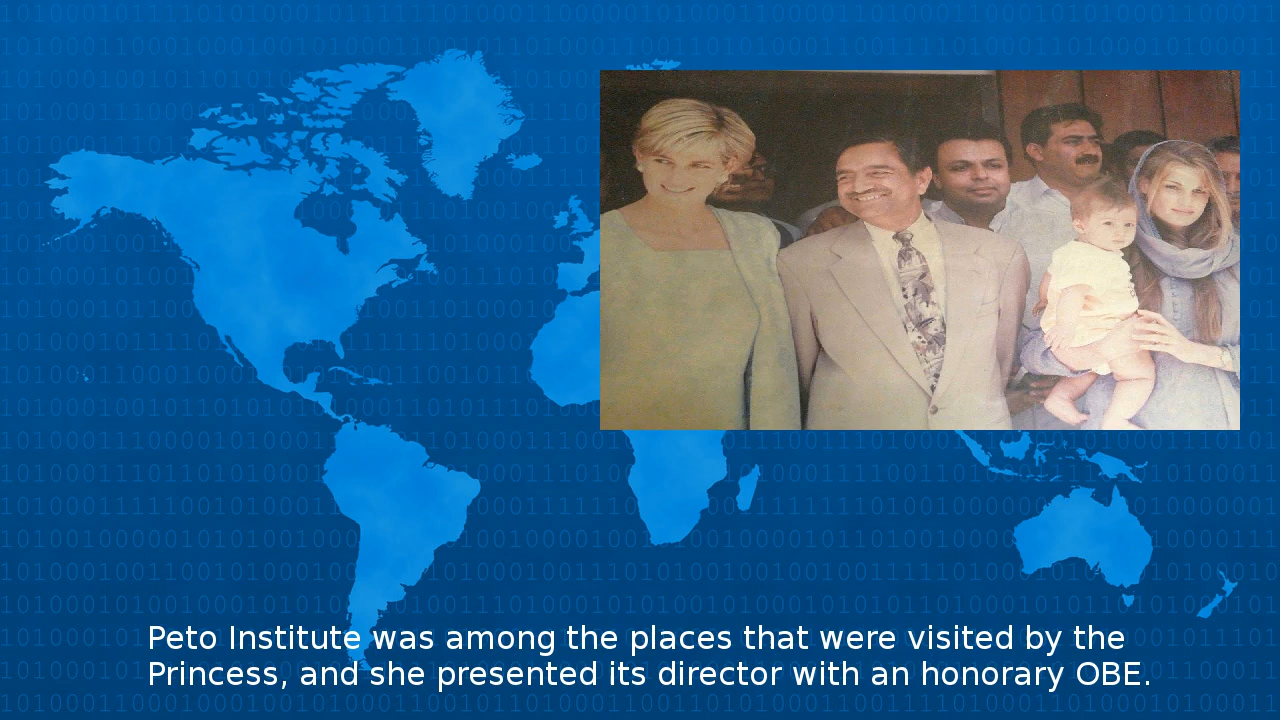 Peto Institute was among the places that were visited by the
Princess, and she presented its director with an honorary OBE.